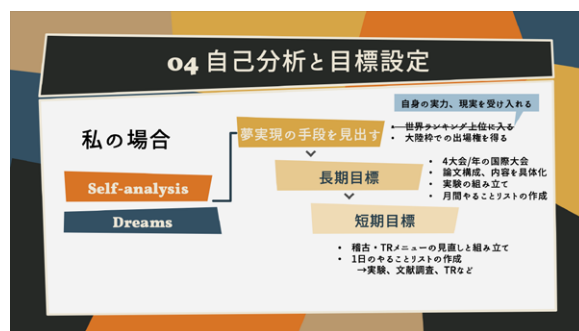 04 自己分析と目標設定
私の場合
Self-analysis
Dreams
夢実現の手段を見出す
自身の実力、現実を受け入れる
• 世界ランキング上位に入る
• 大陸枠での出場権を得る
長期目標
• 4大会/年の国際大会
• 論文構成、内容を具体化
• 実験の組み立て
• 月間やることリストの作成
短期目標
• 稽古・TRメニューの見直しと組み立て
• 1日のやることリストの作成
→実験、文献調査、TRなど